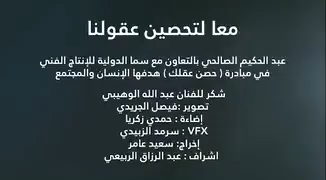 معا لتحصين عقولنا
عبد الحكيم الصالحي بالتعاون مع سما الدولية للإنتاج الفني
في مبادرة ( حصن عقلك ) هدفها الإنسان والمجتمع
شكر للفنان عبد الله الوهيبي
تصوير :فيصل الجريدي
إضاءة : حمدي زكريا
VFX : سرمد الزبيدي
إخراج: سعيد عامر
اشراف : عبد الرزاق الربيعي